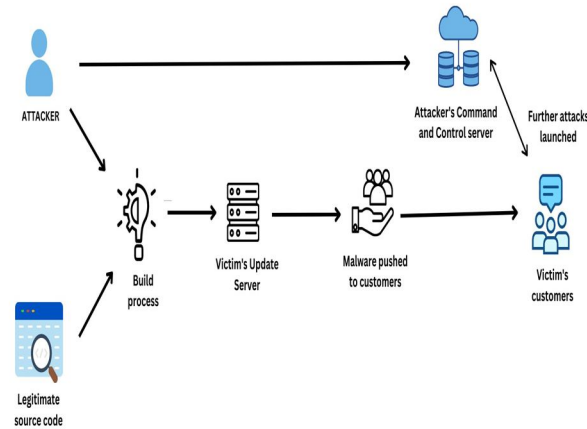 ATTACKER
Attacker's Command
and Control server
Further attacks
launched
Build
process
Victim's Update
Server
Malware pushed
to customers
Victim's
customers
Legitimate
source code